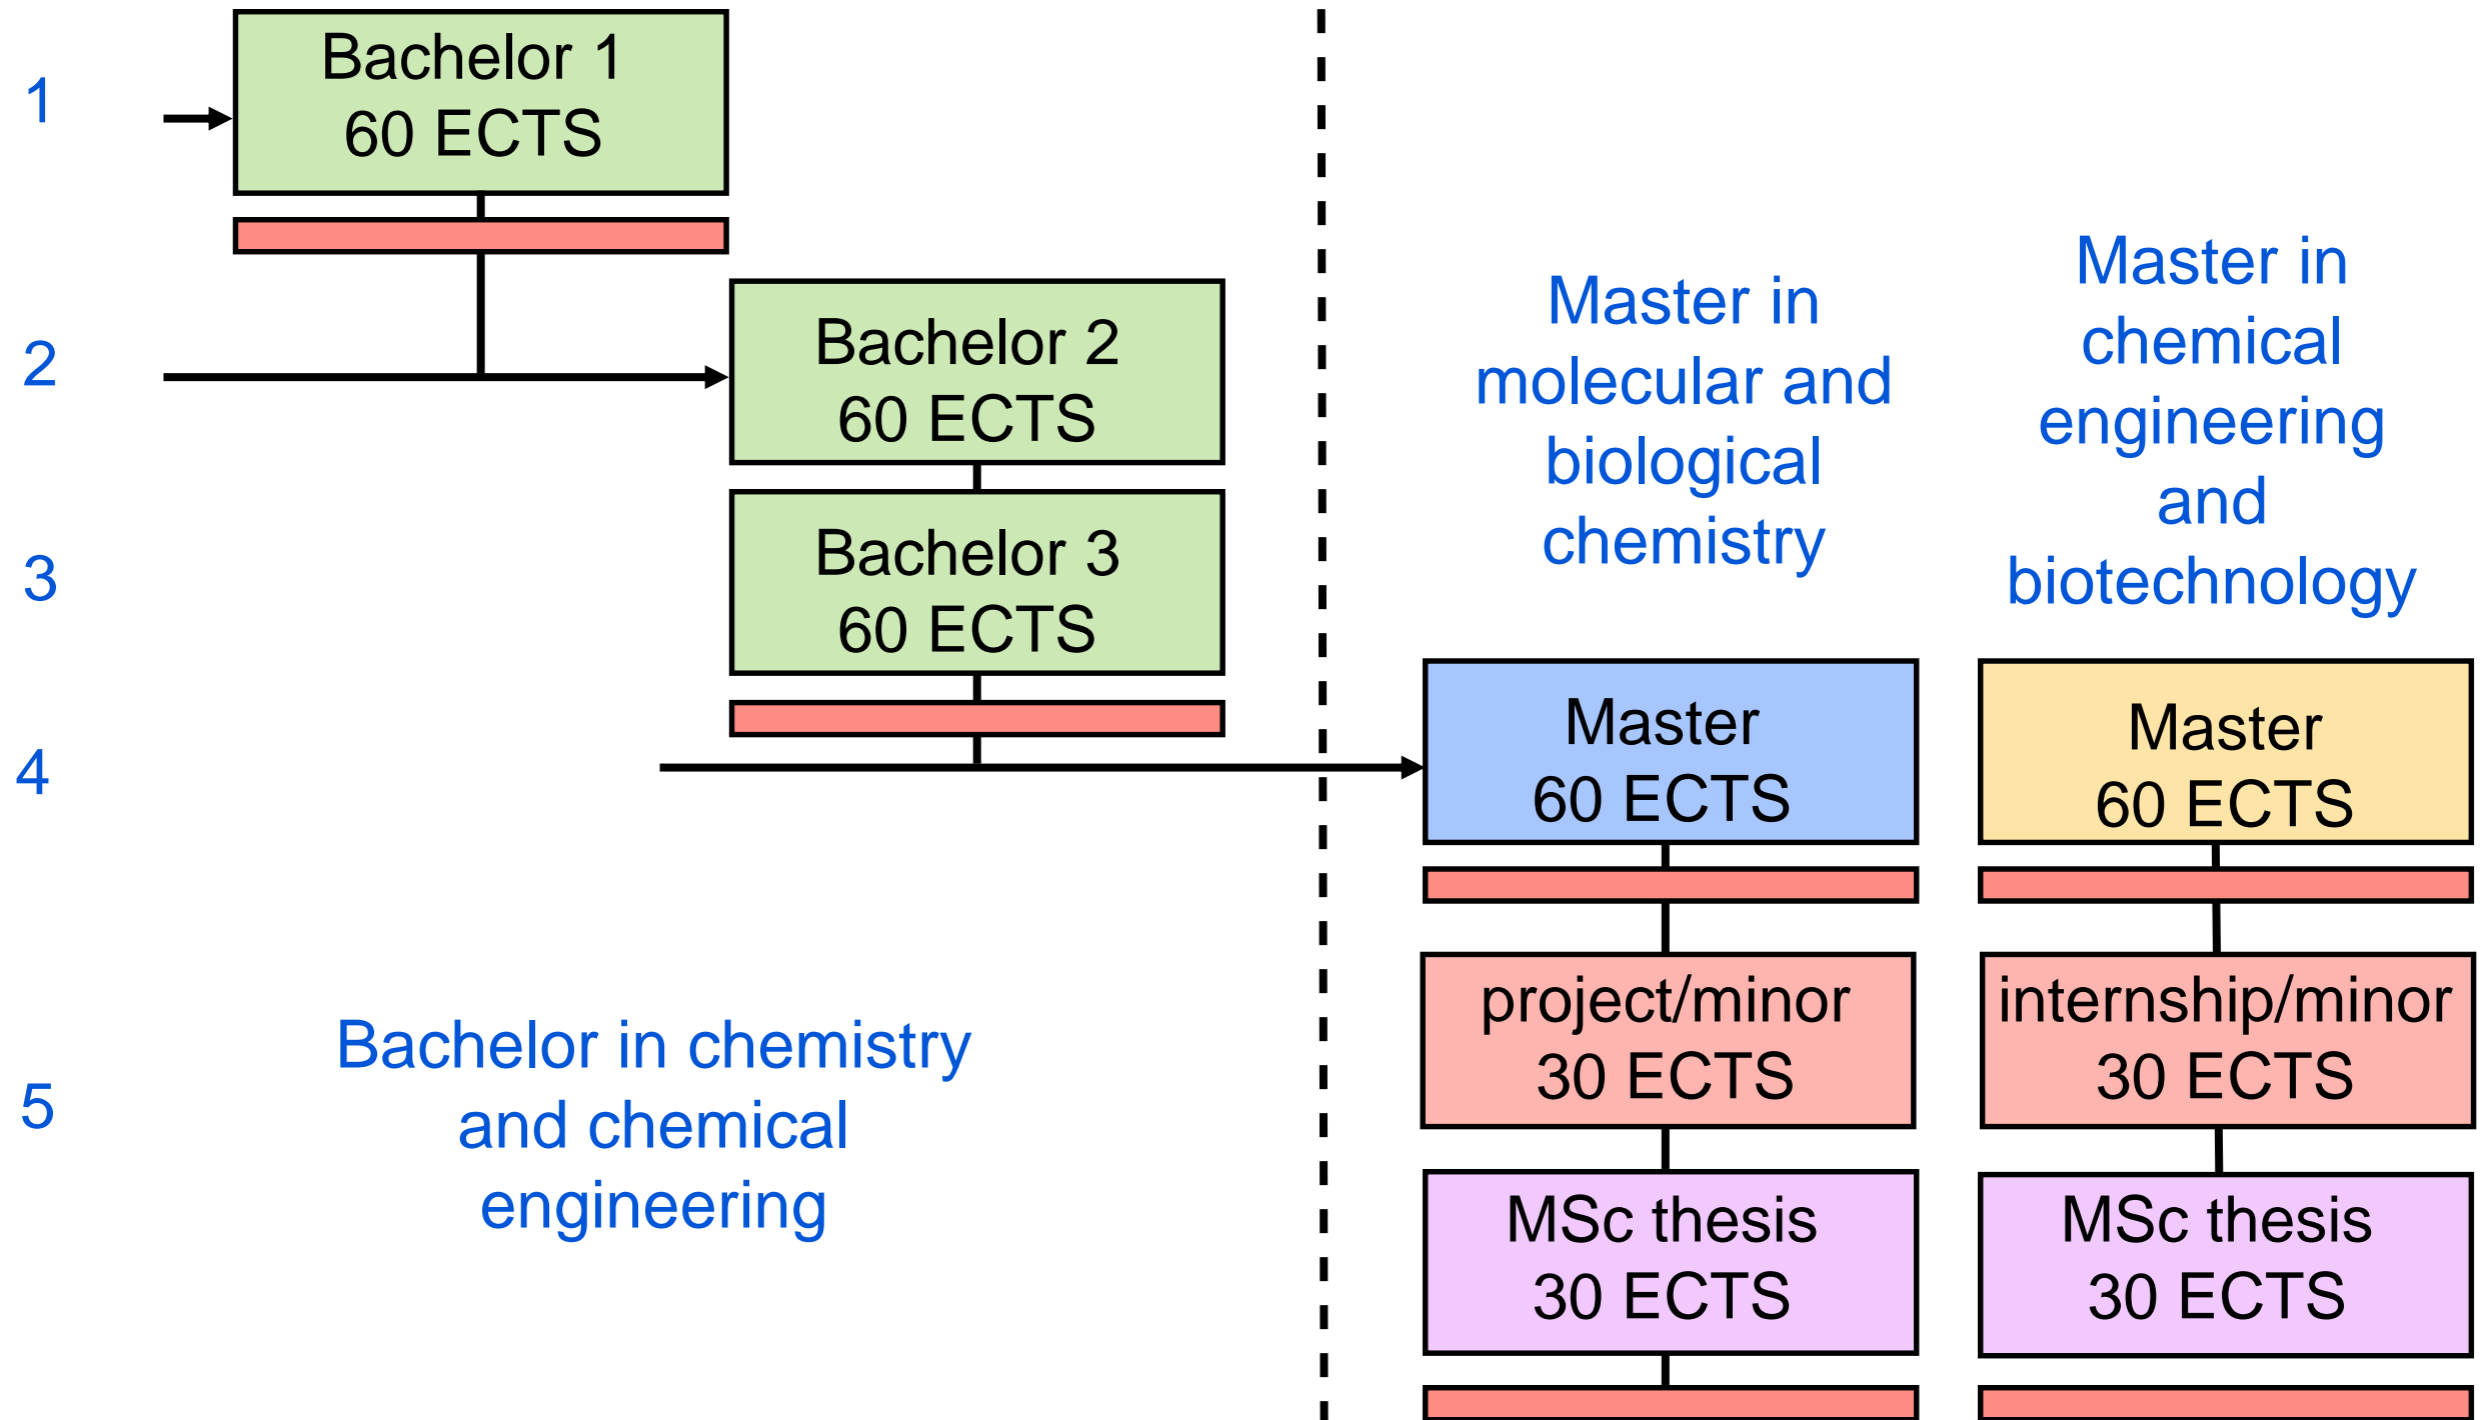 1
Bachelor 1
60 ECTS
2
Bachelor 2
60 ECTS
3
Bachelor 3
60 ECTS
4
5
Bachelor in chemistry
and chemical
engineering
Master in
molecular and
biological
chemistry
Master
60 ECTS
project/minor
30 ECTS
MSc thesis
30 ECTS
Master in
chemical
engineering
and
biotechnology
Master
60 ECTS
internship/minor
30 ECTS
MSc thesis
30 ECTS